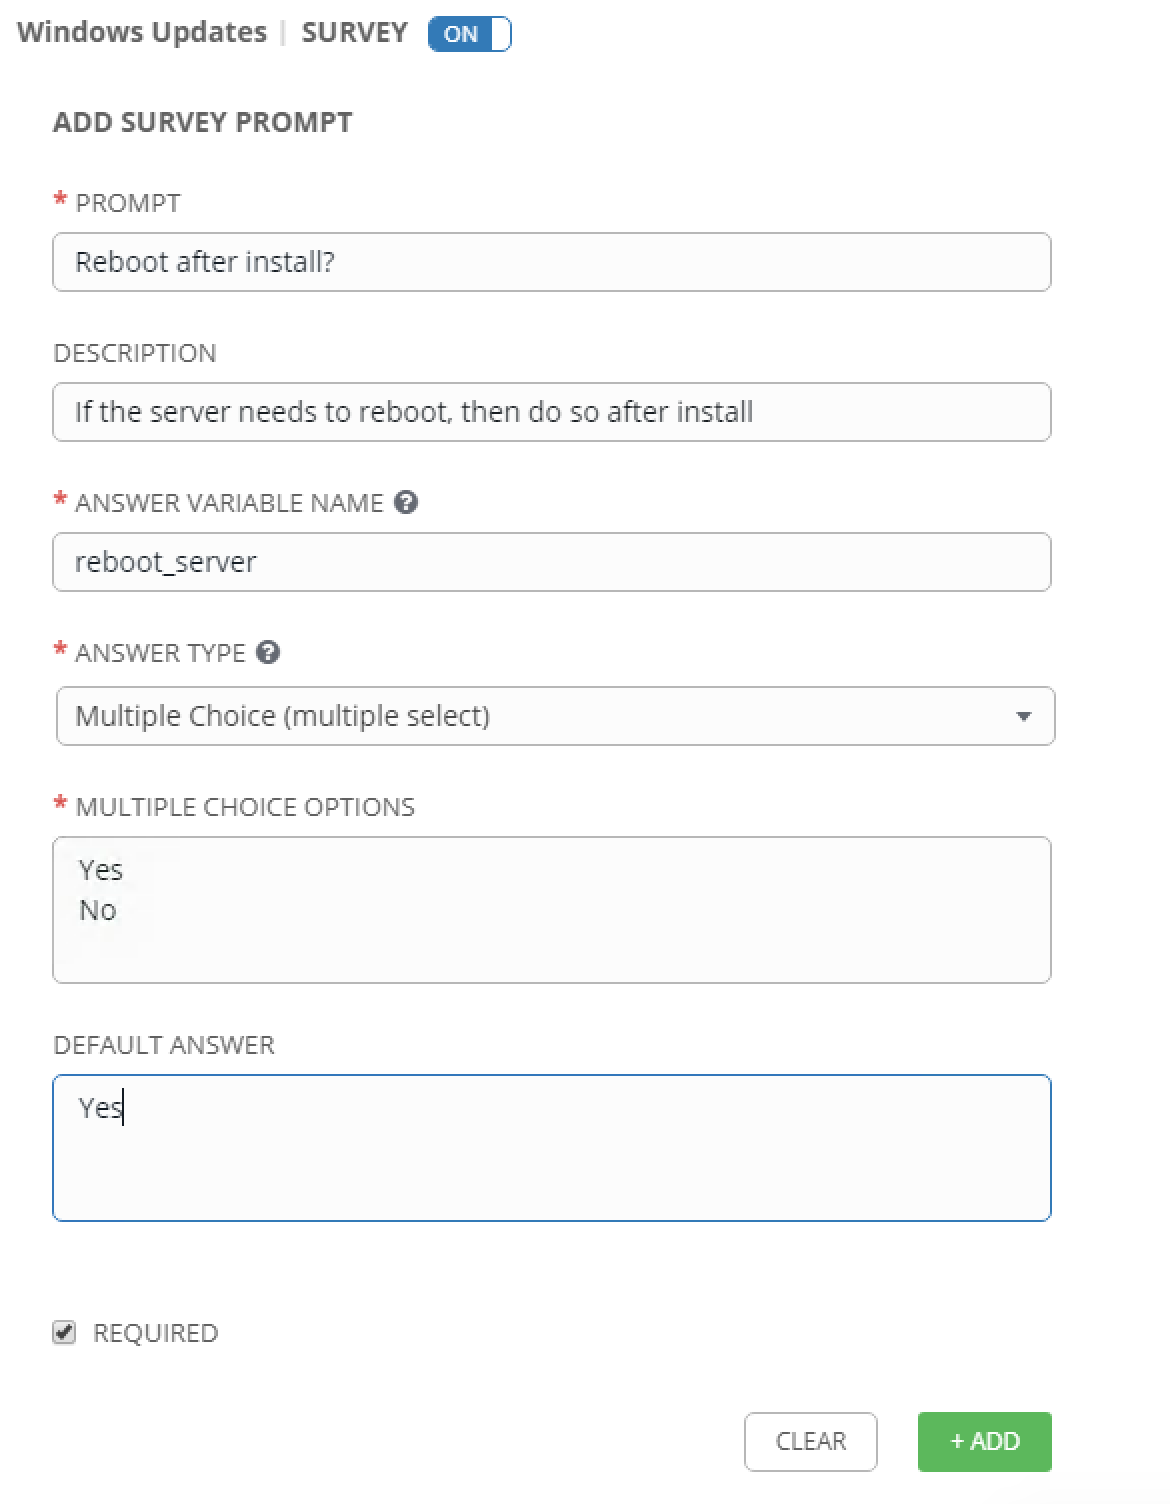 Windows Updates | SURVEY ON
ADD SURVEY PROMPT
* PROMPT
Reboot after install?
DESCRIPTION
If the server needs to reboot, then do so after install
* ANSWER VARIABLE NAME ?
reboot_server
* ANSWER TYPE ?
Multiple Choice (multiple select)
* MULTIPLE CHOICE OPTIONS
Yes
No
DEFAULT ANSWER
Yes
REQUIRED
CLEAR + ADD